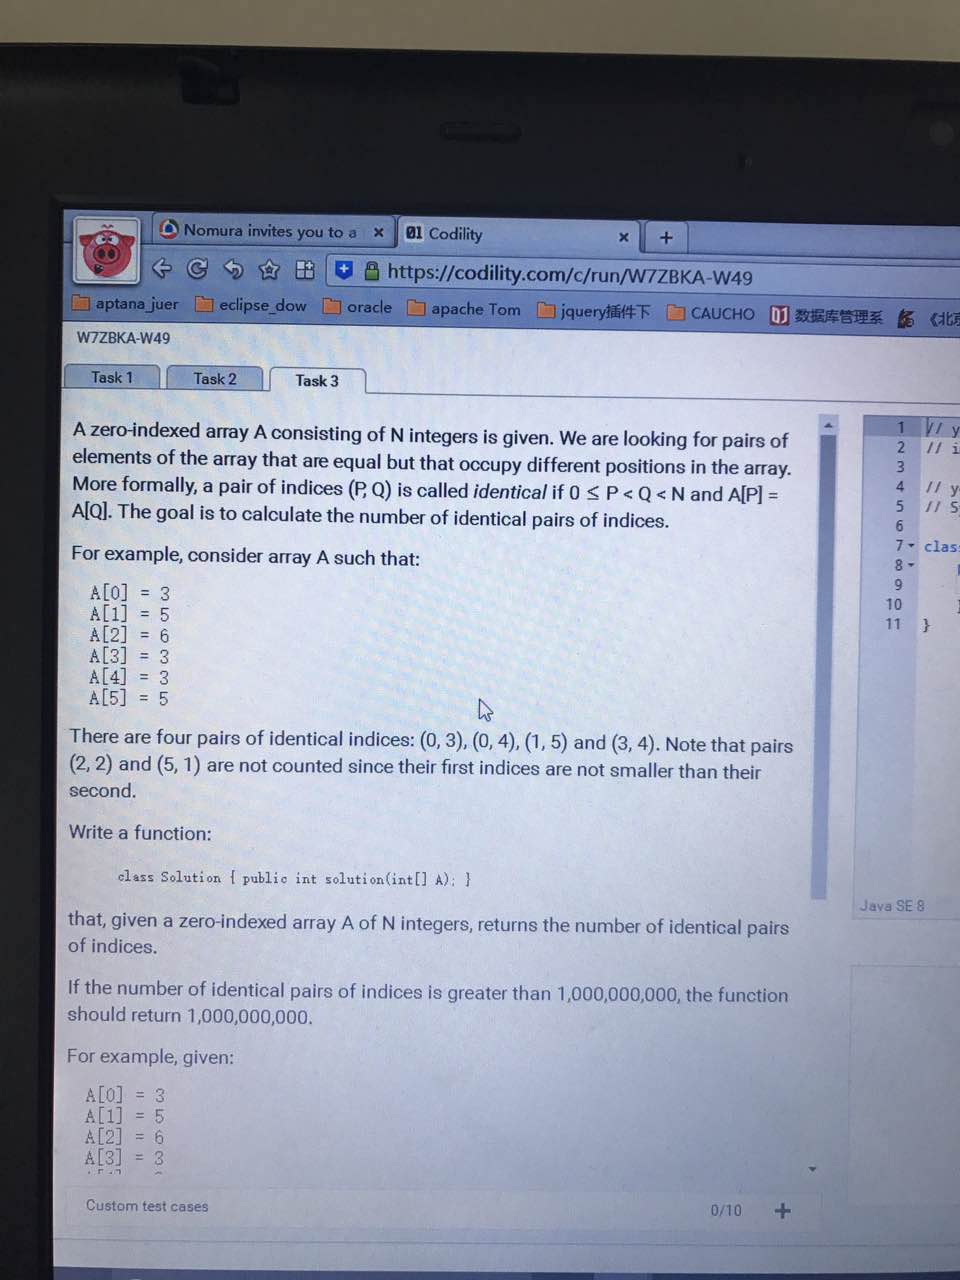 Nomura invites you to a
Codility
https://codility.com/c/run/W7ZBKA-W49
aptana_juer eclipse_dow oracle apache Tom jquery插件下 CAUCHO 数据库管理系 《北
W7ZBKA-W49
Task 1 Task 2 Task 3
A zero-indexed array A consisting of N integers is given. We are looking for pairs of
elements of the array that are equal but that occupy different positions in the array.
More formally, a pair of indices (P, Q) is called identical if 0 ≤ P < Q < N and A[P] =
A[Q]. The goal is to calculate the number of identical pairs of indices.
For example, consider array A such that:
A[0] = 3
A[1] = 5
A[2] = 6
A[3] = 3
A[4] = 3
A[5] = 5
There are four pairs of identical indices: (0, 3), (0, 4), (1, 5) and (3, 4). Note that pairs
(2, 2) and (5, 1) are not counted since their first indices are not smaller than their
second.
Write a function:
class Solution { public int solution(int[] A); }
that, given a zero-indexed array A of N integers, returns the number of identical pairs
of indices.
If the number of identical pairs of indices is greater than 1,000,000,000, the function
should return 1,000,000,000.
For example, given:
A[0] = 3
A[1] = 5
A[2] = 6
A[3] = 3
Custom test cases 0/10
1 // y
2 // i
3
4 // y
5 // S
6
7 clas
8
9
10
11 }
Java SE 8